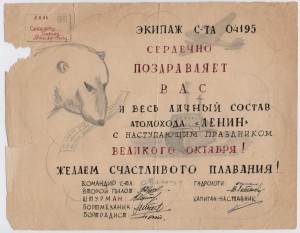 ЭКИПАЖ С-ТА 04195
СЕРДЕЧНО
ПОЗДРАВЛЯЕТ
ВАС
И ВЕСЬ ЛИЧНЫЙ СОСТАВ
АТОМОХОДА «ЛЕНИН»
С НАСТУПАЮЩИМ ПРАЗДНИКОМ
ВЕЛИКОГО ОКТЯБРЯ!
ЖЕЛАЕМ СЧАСТЛИВОГО ПЛАВАНИЯ!
КОМАНДИР С-ТА
ВТОРОЙ ПИЛОТ
ШТУРМАН
БОРТМЕХАНИК
БОРТРАДИСТ
ГИДРОЛОГИ
КАПИТАН-НАСТАВНИК